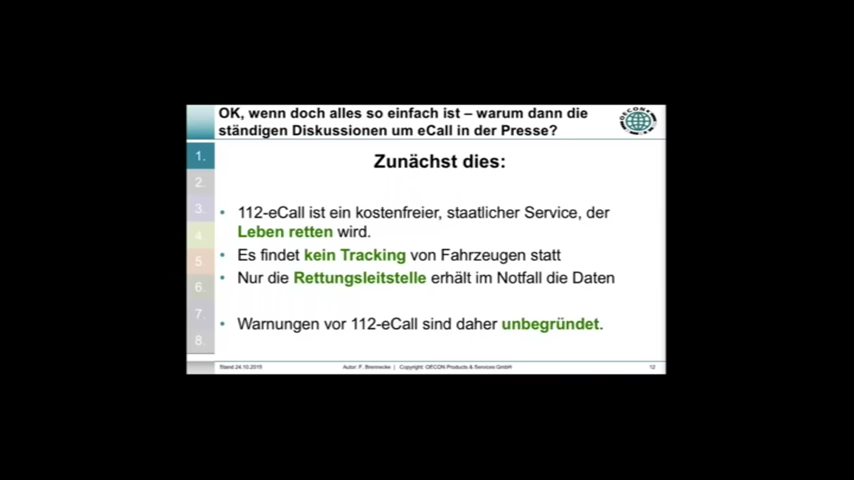 OK, wenn doch alles so einfach ist – warum dann die
ständigen Diskussionen um eCall in der Presse?
OECON
Zunächst dies:
1.
2.
3.
4.
5.
6.
7.
8.
• 112-eCall ist ein kostenfreier, staatlicher Service, der
Leben retten wird.
• Es findet kein Tracking von Fahrzeugen statt
• Nur die Rettungsleitstelle erhält im Notfall die Daten
• Warnungen vor 112-eCall sind daher unbegründet.
Stand 24.10.2015 Autor: F. Brennecke | Copyright: OECON Products & Services GmbH 12